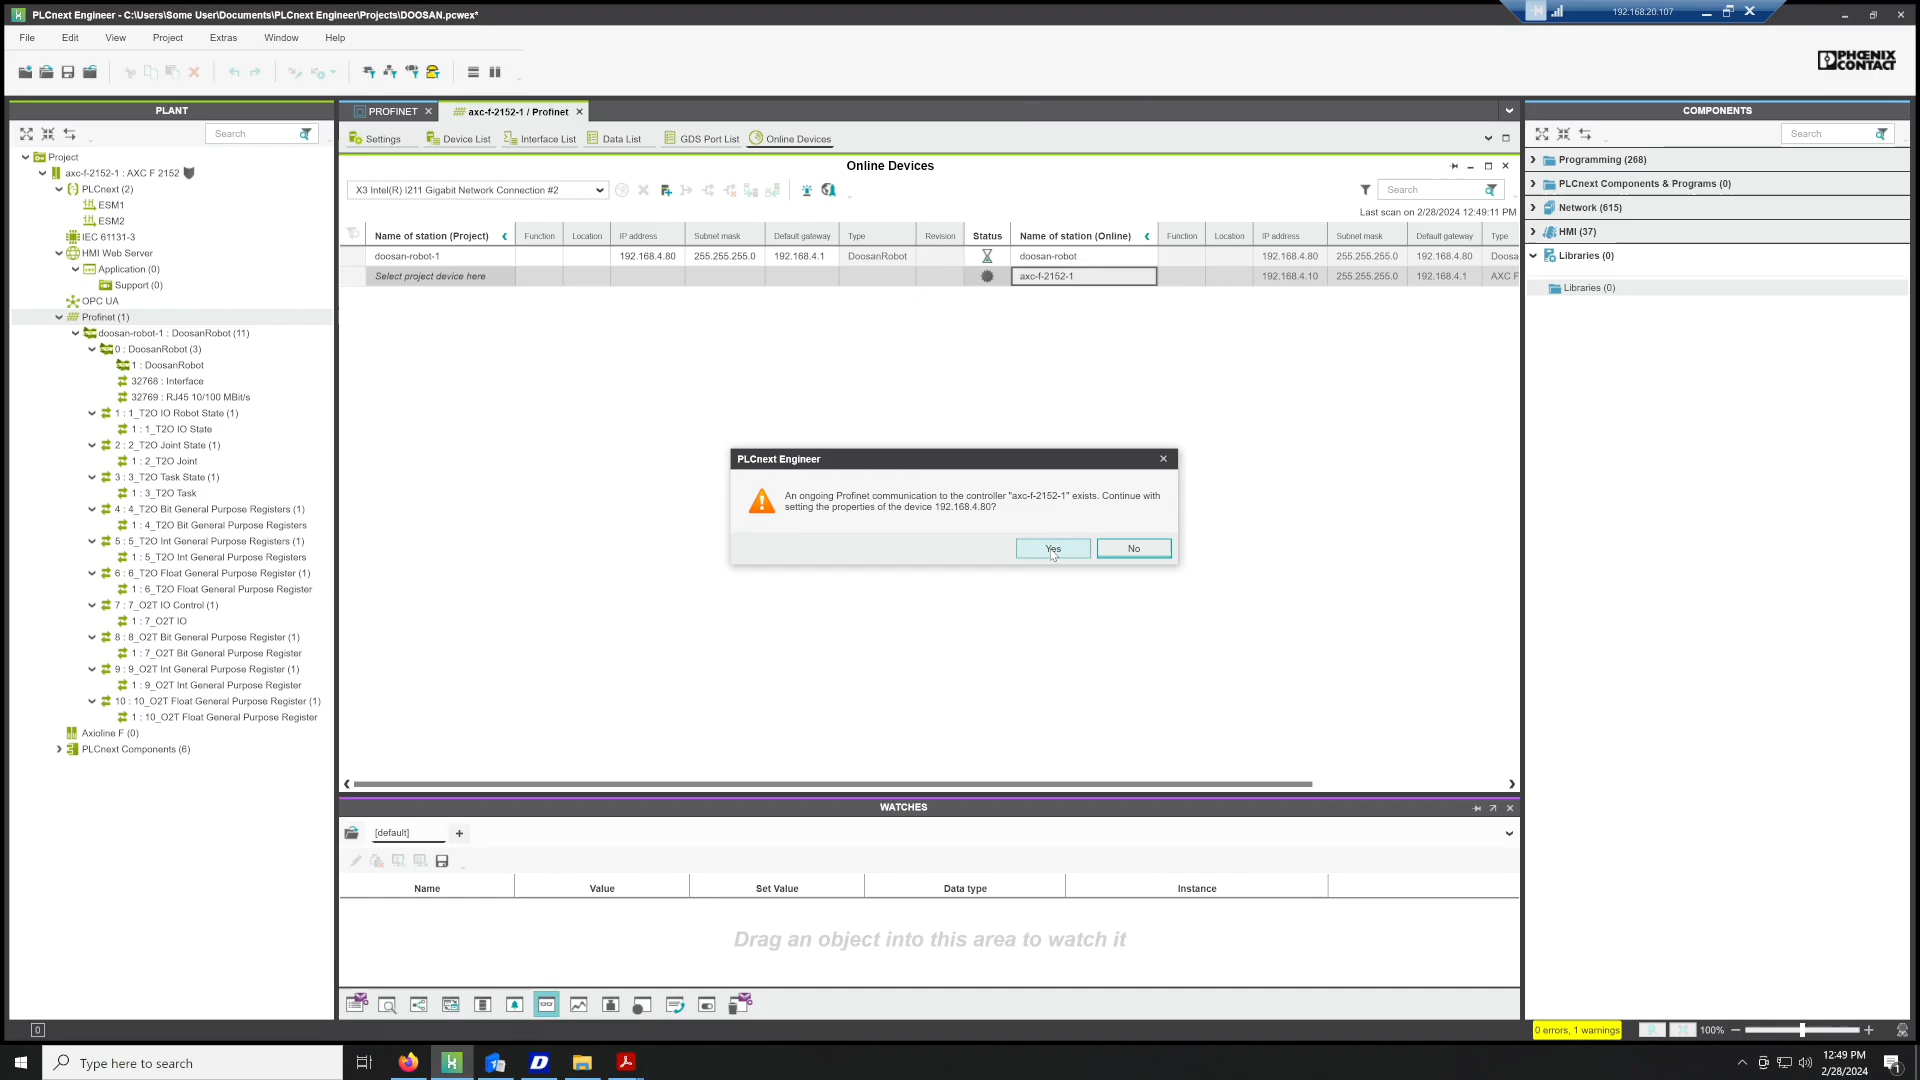 PLCnext Engineer - C:\Users\Some User\Documents\PLCnext Engineer\Projects\DOOSAN.pcwex*
192.168.20.107
File Edit View Project Extras Window Help
PHŒNIX CONTACT
PLANT
Search
Project
axc-f-2152-1 : AXC F 2152
PLCnext (2)
ESM1
ESM2
IEC 61131-3
HMI Web Server
Application (0)
Support (0)
OPC UA
Profinet (1)
doosan-robot-1 : DoosanRobot (11)
0 : DoosanRobot (3)
1 : DoosanRobot
32768 : Interface
32769 : RJ45 10/100 MBit/s
1 : 1_T2O IO Robot State (1)
1 : 1_T2O IO State
2 : 2_T2O Joint State (1)
1 : 2_T2O Joint
3 : 3_T2O Task State (1)
1 : 3_T2O Task
4 : 4_T2O Bit General Purpose Registers (1)
1 : 4_T2O Bit General Purpose Registers
5 : 5_T2O Int General Purpose Registers (1)
1 : 5_T2O Int General Purpose Registers
6 : 6_T2O Float General Purpose Register (1)
1 : 6_T2O Float General Purpose Register
7 : 7_O2T IO Control (1)
1 : 7_O2T IO
8 : 8_O2T Bit General Purpose Register (1)
1 : 7_O2T Bit General Purpose Register
9 : 9_O2T Int General Purpose Register (1)
1 : 9_O2T Int General Purpose Register
10 : 10_O2T Float General Purpose Register (1)
1 : 10_O2T Float General Purpose Register
Axioline F (0)
PLCnext Components (6)
PROFINET axc-f-2152-1 / Profinet
Settings Device List Interface List Data List GDS Port List Online Devices
Online Devices
X3 Intel(R) I211 Gigabit Network Connection #2
Search
Last scan on 2/28/2024 12:49:11 PM
Name of station (Project) Function Location IP address Subnet mask Default gateway Type Revision Status Name of station (Online) Function Location IP address Subnet mask Default gateway Type
doosan-robot-1 192.168.4.80 255.255.255.0 192.168.4.1 DoosanRobot doosan-robot 192.168.4.80 255.255.255.0 192.168.4.80 Doosa
Select project device here axc-f-2152-1 192.168.4.10 255.255.255.0 192.168.4.1 AXC F
PLCnext Engineer
An ongoing Profinet communication to the controller "axc-f-2152-1" exists. Continue with
setting the properties of the device 192.168.4.80?
Yes No
WATCHES
[default] +
Name Value Set Value Data type Instance
Drag an object into this area to watch it
COMPONENTS
Search
Programming (268)
PLCnext Components & Programs (0)
Network (615)
HMI (37)
Libraries (0)
Libraries (0)
0
0 errors, 1 warnings
100%
Type here to search
12:49 PM
2/28/2024
1